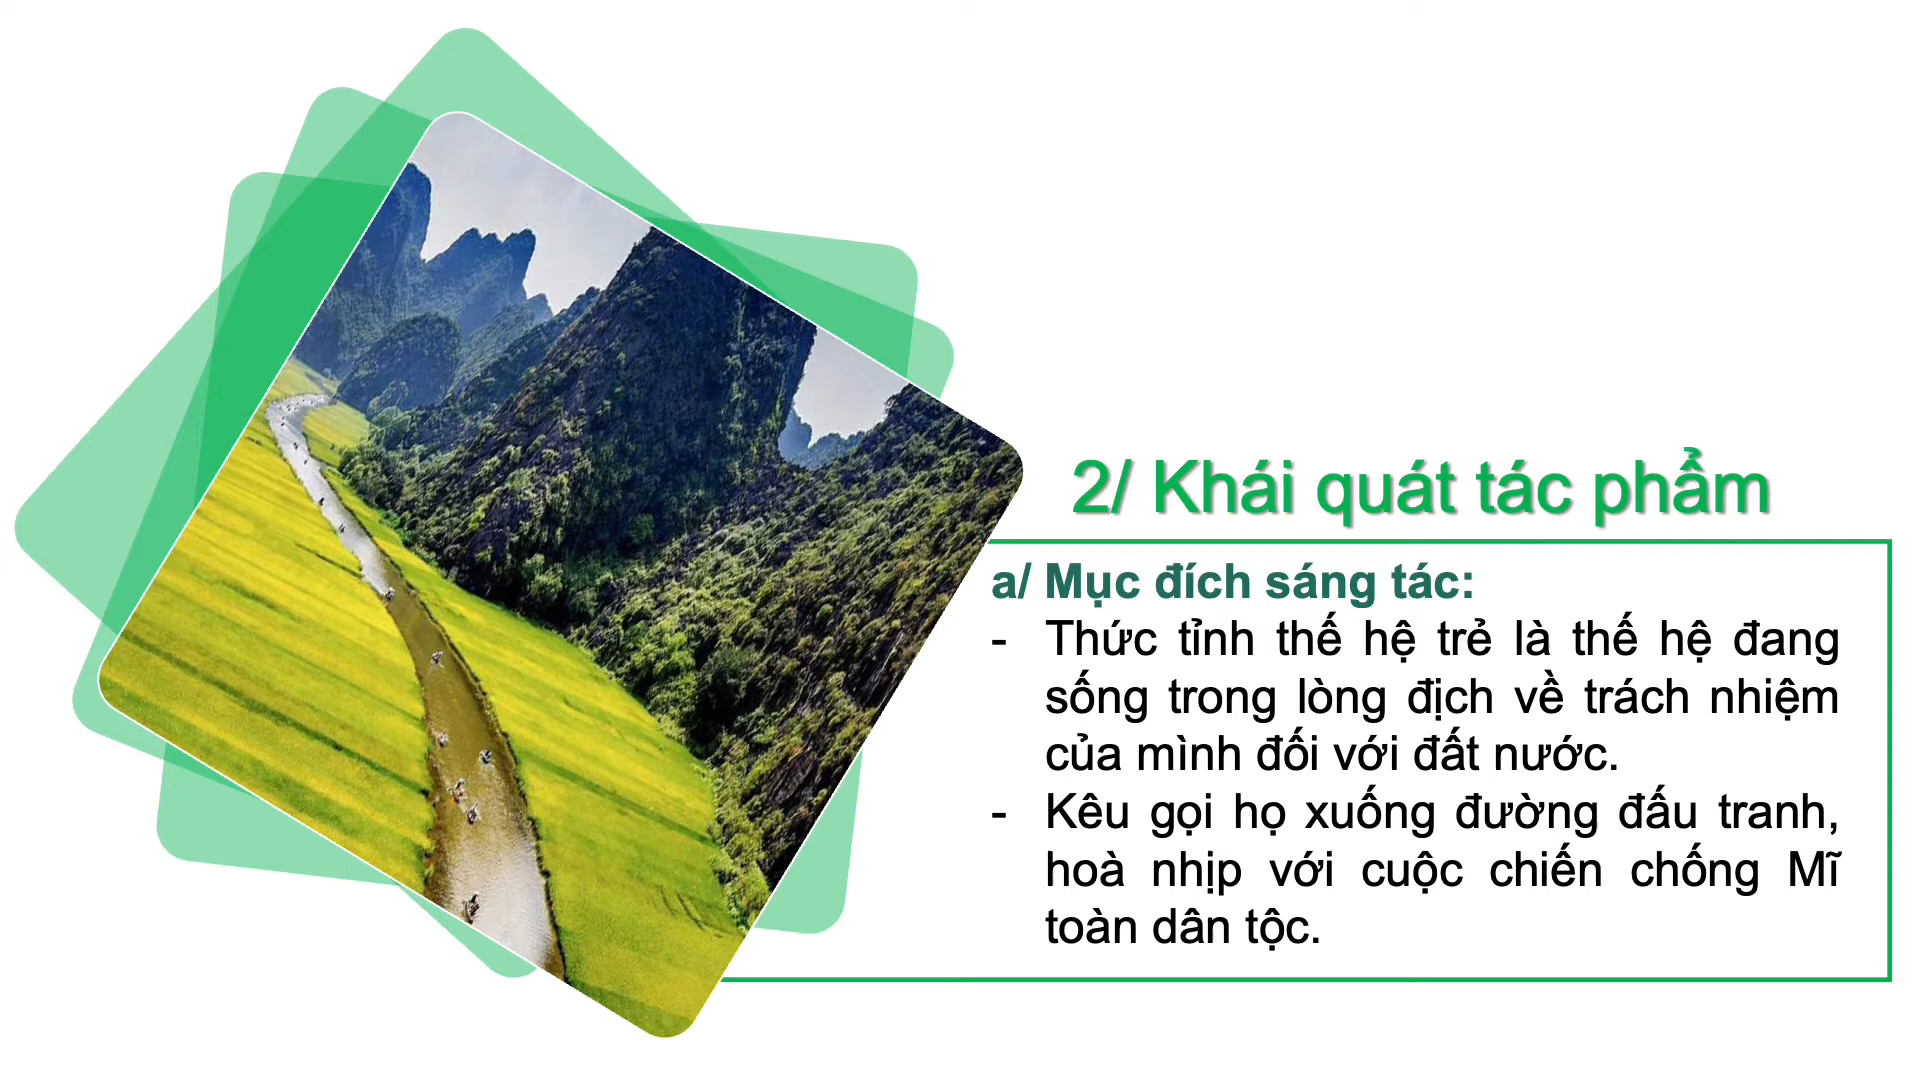 2/ Khái quát tác phẩm
a/ Mục đích sáng tác:
- Thức tỉnh thế hệ trẻ là thế hệ đang
sống trong lòng địch về trách nhiệm
của mình đối với đất nước.
- Kêu gọi họ xuống đường đấu tranh,
hoà nhịp với cuộc chiến chống Mĩ
toàn dân tộc.